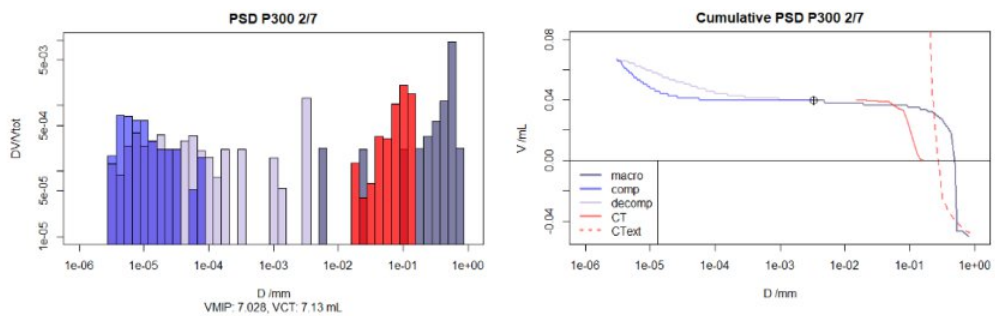 PSD P300 2/7
DV/Vtot
5e-03
5e-04
5e-05
1e-05
1e-06 1e-05 1e-04 1e-03 1e-02 1e-01 1e+00
D /mm
VMIP: 7.028, VCT: 7.13 mL
Cumulative PSD P300 2/7
V /mL
0.08
0.04
0.00
-0.04
macro
comp
decomp
CT
CText
1e-06 1e-05 1e-04 1e-03 1e-02 1e-01 1e+00
D /mm